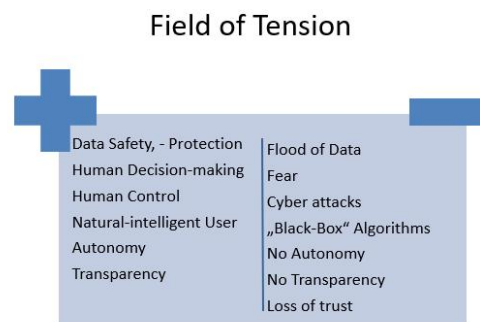 Field of Tension
Data Safety, - Protection
Human Decision-making
Human Control
Natural-intelligent User
Autonomy
Transparency
Flood of Data
Fear
Cyber attacks
„Black-Box“ Algorithms
No Autonomy
No Transparency
Loss of trust